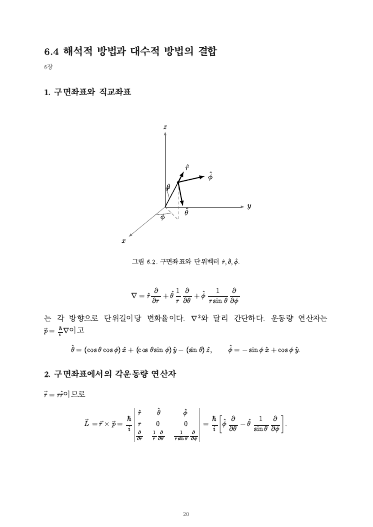 6.4 해석적 방법과 대수적 방법의 결합
6장
1. 구면좌표와 직교좌표
z
r̂
φ̂
θ
y
φ
θ̂
x
그림 6.2. 구면좌표와 단위벡터 r̂, θ̂, φ̂.
∇ = r̂ ∂/∂r + θ̂ 1/r ∂/∂θ + φ̂ 1/(r sin θ) ∂/∂φ
는 각 방향으로 단위길이당 변화율이다. ∇²와 달리 간단하다. 운동량 연산자는
p⃗ = ħ/i ∇이고
θ̂ = (cos θ cos φ) x̂ + (cos θ sin φ) ŷ − (sin θ) ẑ, φ̂ = − sin φ x̂ + cos φ ŷ.
2. 구면좌표에서의 각운동량 연산자
r⃗ = r r̂이므로
L⃗ = r⃗ × p⃗ = ħ/i | r̂ θ̂ φ̂ ; r 0 0 ; ∂/∂r 1/r ∂/∂θ 1/(r sin θ) ∂/∂φ | = ħ/i [ φ̂ ∂/∂θ − θ̂ 1/sin θ ∂/∂φ ].
20